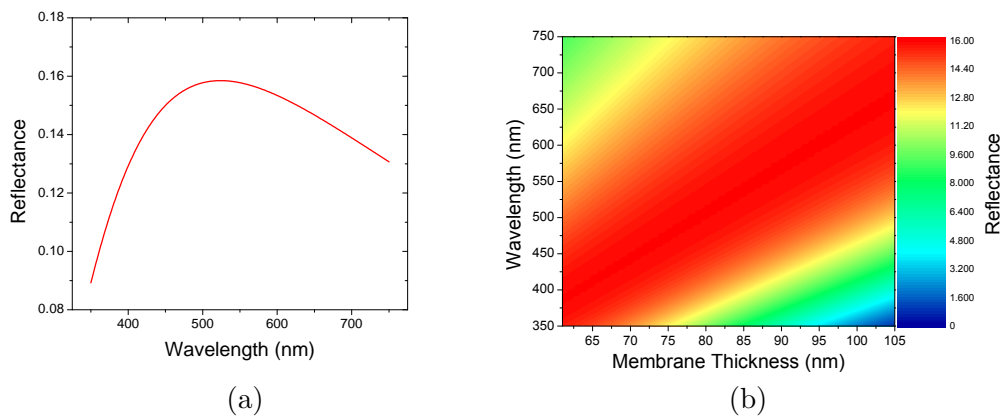 0.18
0.16
0.14
0.12
0.10
0.08
Reflectance
400 500 600 700
Wavelength (nm)
(a)
750
700
650
600
550
500
450
400
350
Wavelength (nm)
65 70 75 80 85 90 95 100 105
Membrane Thickness (nm)
16.00
14.40
12.80
11.20
9.600
8.000
6.400
4.800
3.200
1.600
0
Reflectance
(b)